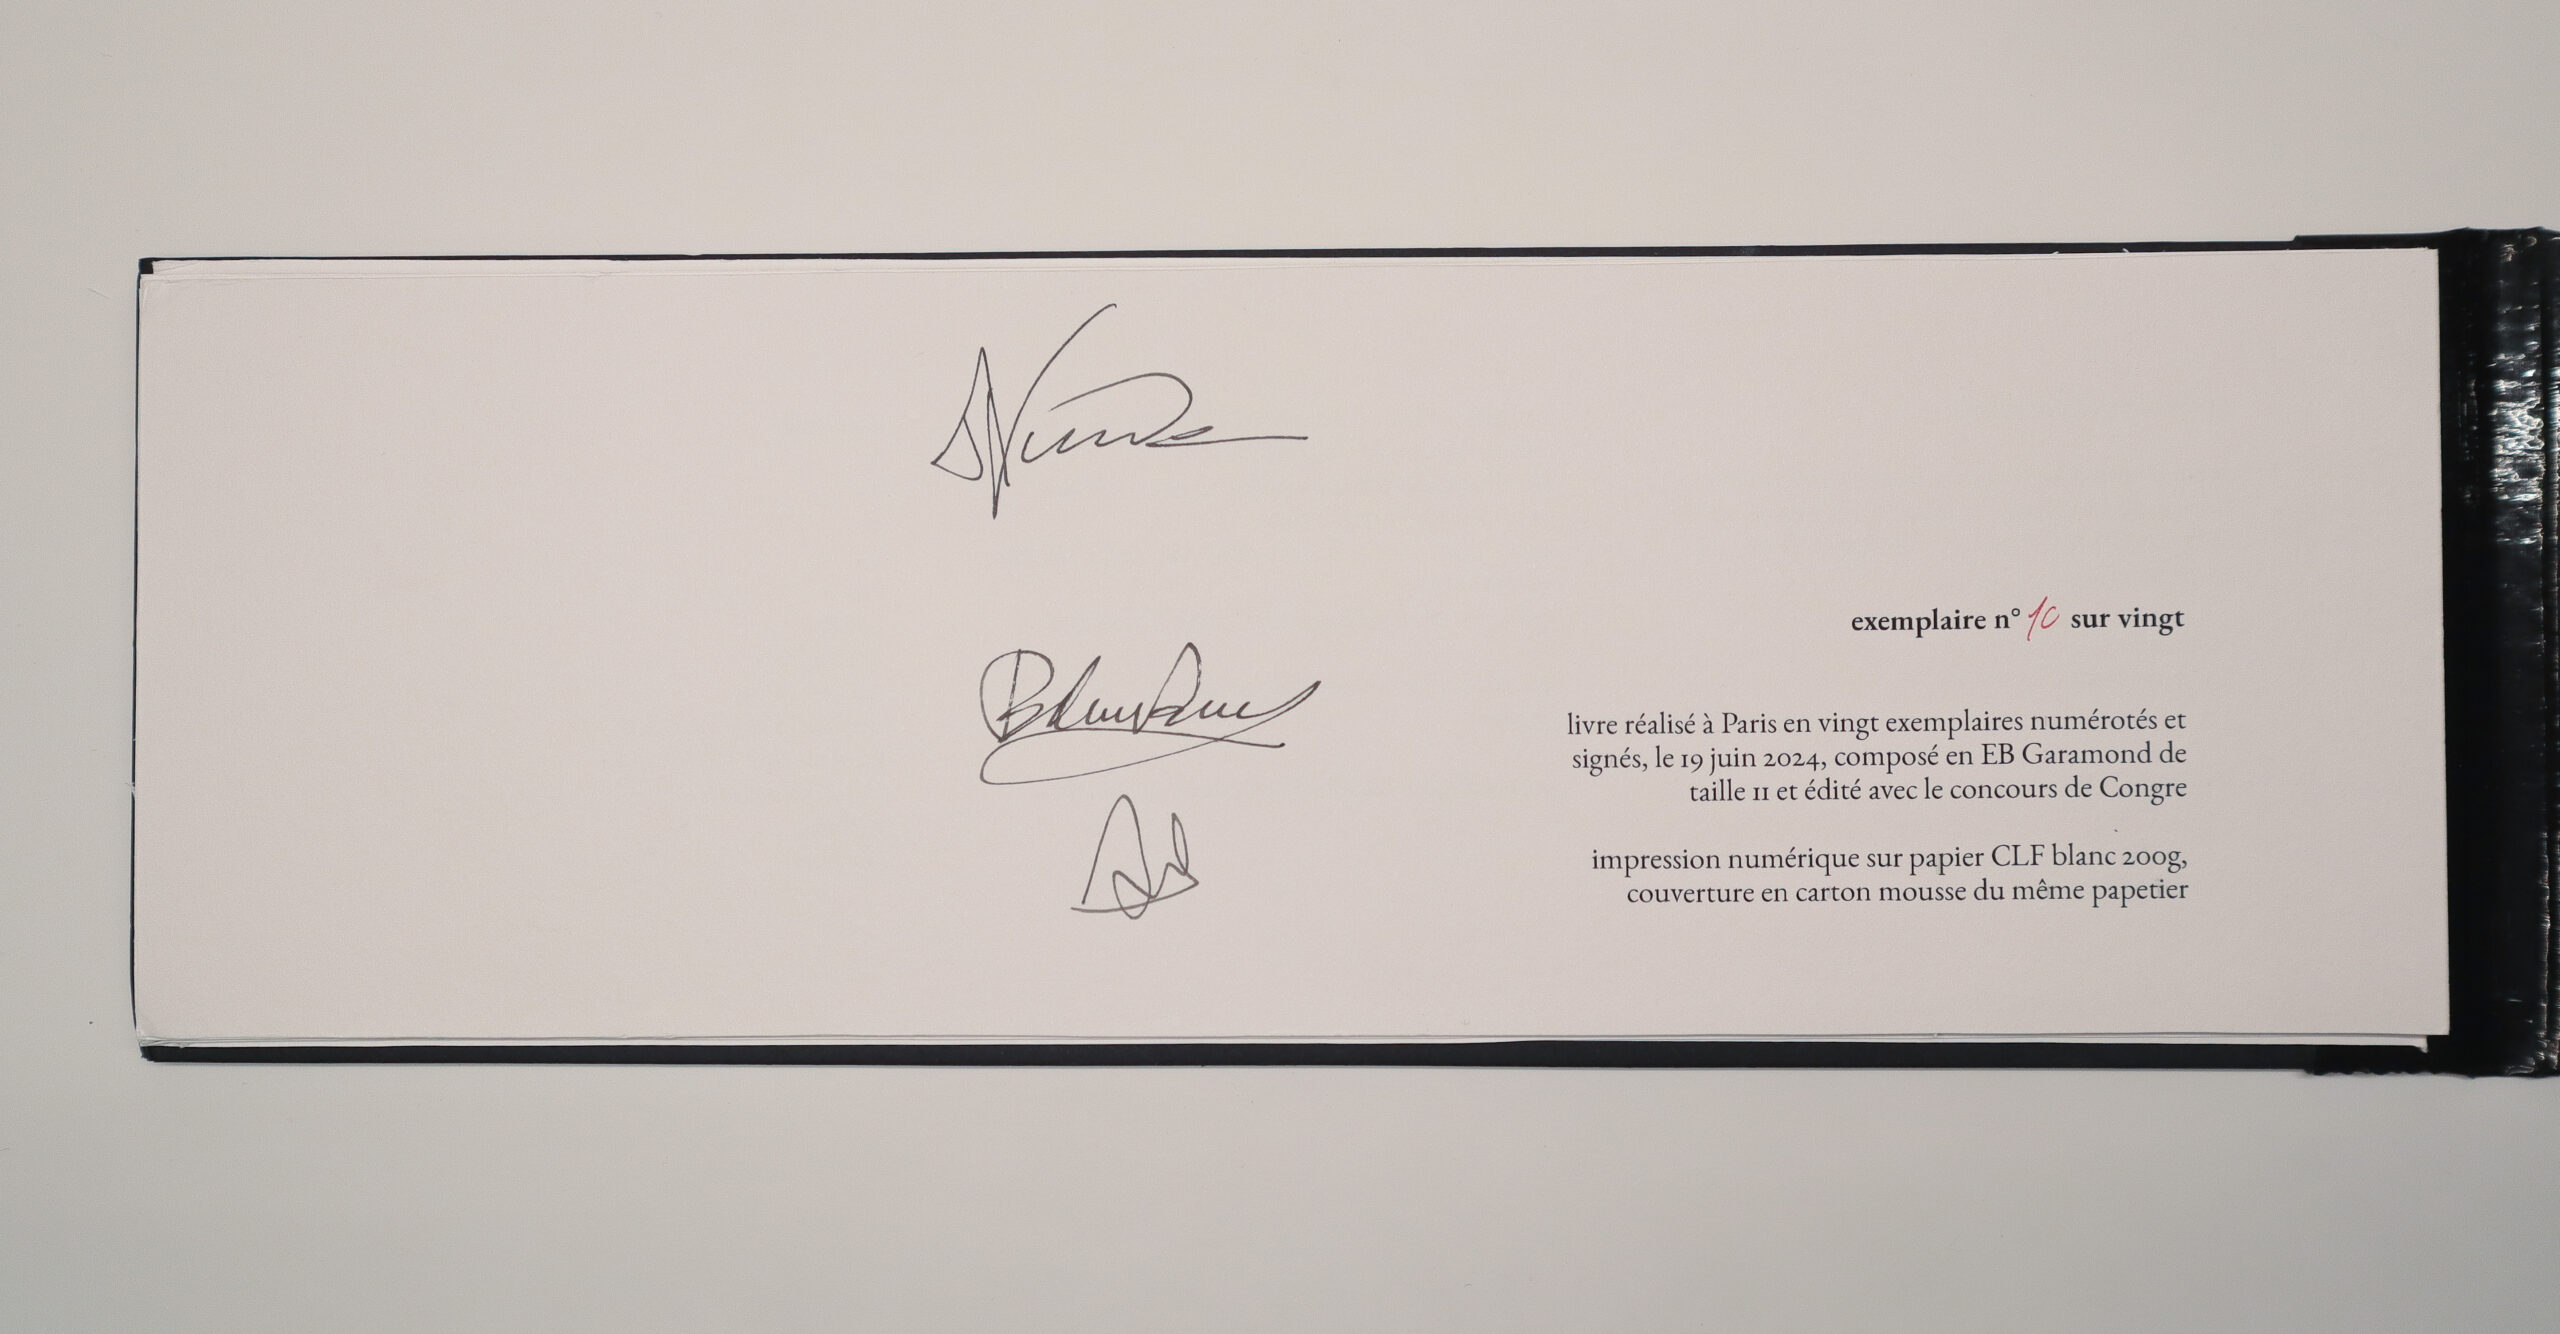 exemplaire n° 10 sur vingt
livre réalisé à Paris en vingt exemplaires numérotés et
signés, le 19 juin 2024, composé en EB Garamond de
taille 11 et édité avec le concours de Congre
impression numérique sur papier CLF blanc 200g,
couverture en carton mousse du même papetier